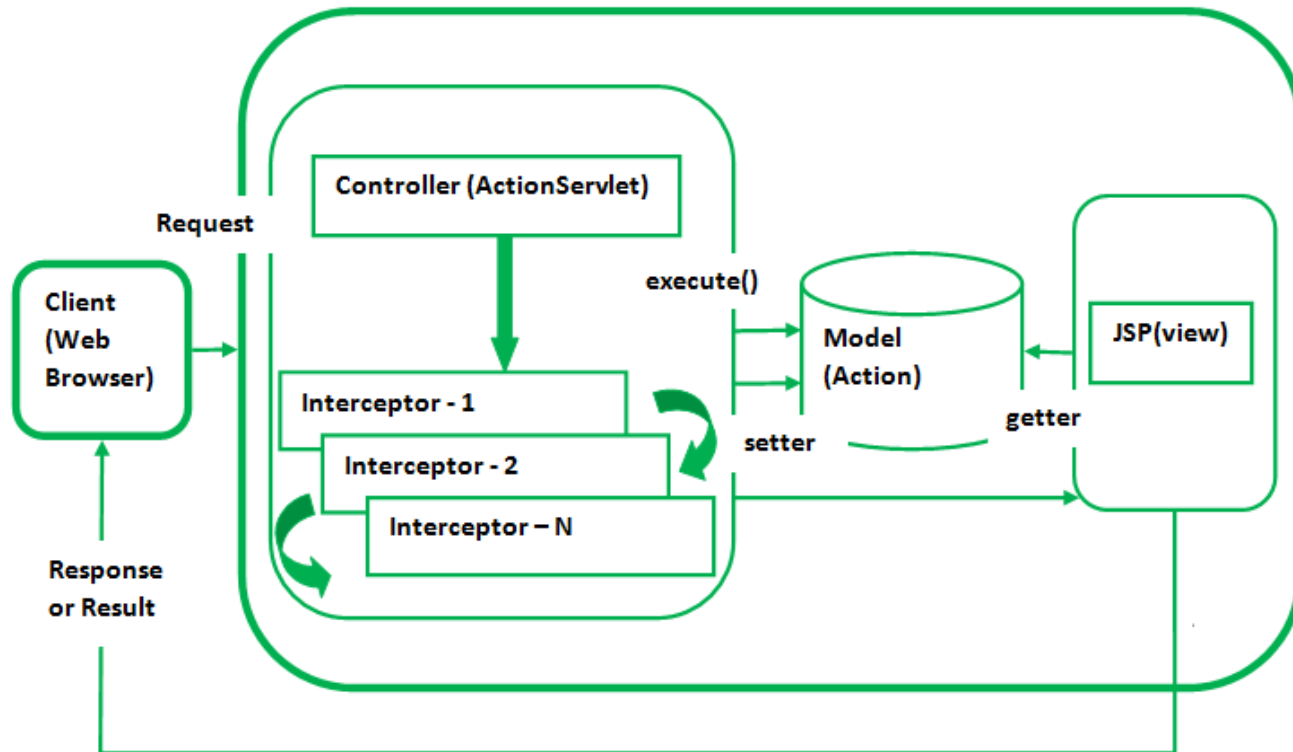 Controller (ActionServlet)
Request
execute()
Client
(Web
Browser)
Model
(Action)
JSP(view)
Interceptor - 1
setter
getter
Interceptor - 2
Interceptor – N
Response
or Result